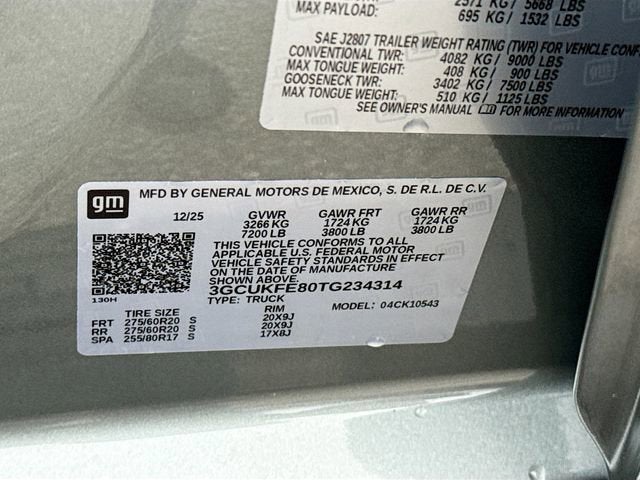 2571 KG / 5668 LBS
MAX PAYLOAD: 695 KG / 1532 LBS
SAE J2807 TRAILER WEIGHT RATING (TWR) FOR VEHICLE
CONVENTIONAL TWR: 4082 KG / 9000 LBS
MAX TONGUE WEIGHT: 408 KG / 900 LBS
GOOSENECK TWR: 3402 KG / 7500 LBS
MAX TONGUE WEIGHT: 510 KG / 1125 LBS
SEE OWNER'S MANUAL FOR MORE INFORMATION
gm
MFD BY GENERAL MOTORS DE MEXICO, S. DE R.L. DE C.V.
12/25 GVWR GAWR FRT GAWR RR
3266 KG 1724 KG 1724 KG
7200 LB 3800 LB 3800 LB
THIS VEHICLE CONFORMS TO ALL
APPLICABLE U.S. FEDERAL MOTOR
VEHICLE SAFETY STANDARDS IN EFFECT
ON THE DATE OF MANUFACTURE
SHOWN ABOVE.
3GCUKFE80TG234314
130H
TYPE: TRUCK MODEL: 04CK10543
TIRE SIZE RIM
FRT 275/60R20 S 20X9J
RR 275/60R20 S 20X9J
SPA 255/80R17 S 17X8J